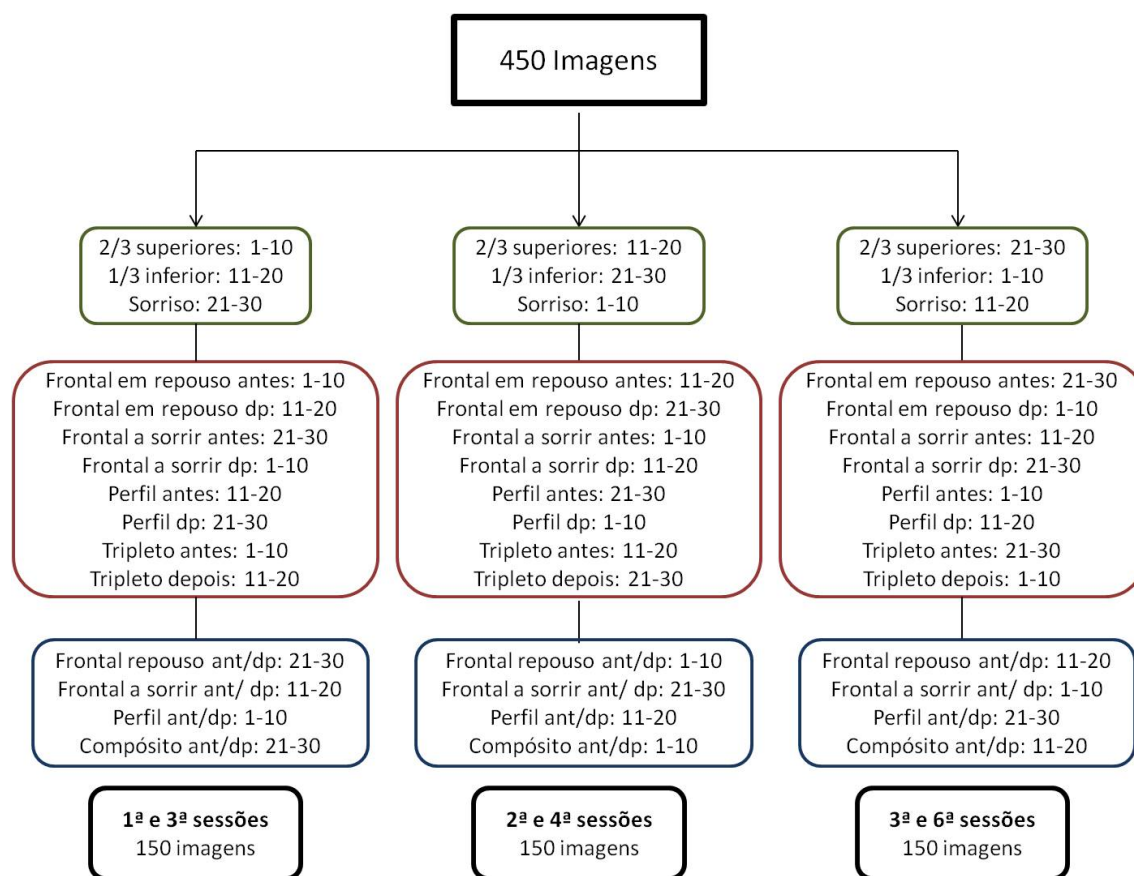 450 Imagens
2/3 superiores: 1-10
1/3 inferior: 11-20
Sorriso: 21-30
2/3 superiores: 11-20
1/3 inferior: 21-30
Sorriso: 1-10
2/3 superiores: 21-30
1/3 inferior: 1-10
Sorriso: 11-20
Frontal em repouso antes: 1-10
Frontal em repouso dp: 11-20
Frontal a sorrir antes: 21-30
Frontal a sorrir dp: 1-10
Perfil antes: 11-20
Perfil dp: 21-30
Tripleto antes: 1-10
Tripleto depois: 11-20
Frontal em repouso antes: 11-20
Frontal em repouso dp: 21-30
Frontal a sorrir antes: 1-10
Frontal a sorrir dp: 11-20
Perfil antes: 21-30
Perfil dp: 1-10
Tripleto antes: 11-20
Tripleto depois: 21-30
Frontal em repouso antes: 21-30
Frontal em repouso dp: 1-10
Frontal a sorrir antes: 11-20
Frontal a sorrir dp: 21-30
Perfil antes: 1-10
Perfil dp: 11-20
Tripleto antes: 21-30
Tripleto depois: 1-10
Frontal repouso ant/dp: 21-30
Frontal a sorrir ant/ dp: 11-20
Perfil ant/dp: 1-10
Compósito ant/dp: 21-30
Frontal repouso ant/dp: 1-10
Frontal a sorrir ant/ dp: 21-30
Perfil ant/dp: 11-20
Compósito ant/dp: 1-10
Frontal repouso ant/dp: 11-20
Frontal a sorrir ant/ dp: 1-10
Perfil ant/dp: 21-30
Compósito ant/dp: 11-20
1ª e 3ª sessões
150 imagens
2ª e 4ª sessões
150 imagens
3ª e 6ª sessões
150 imagens